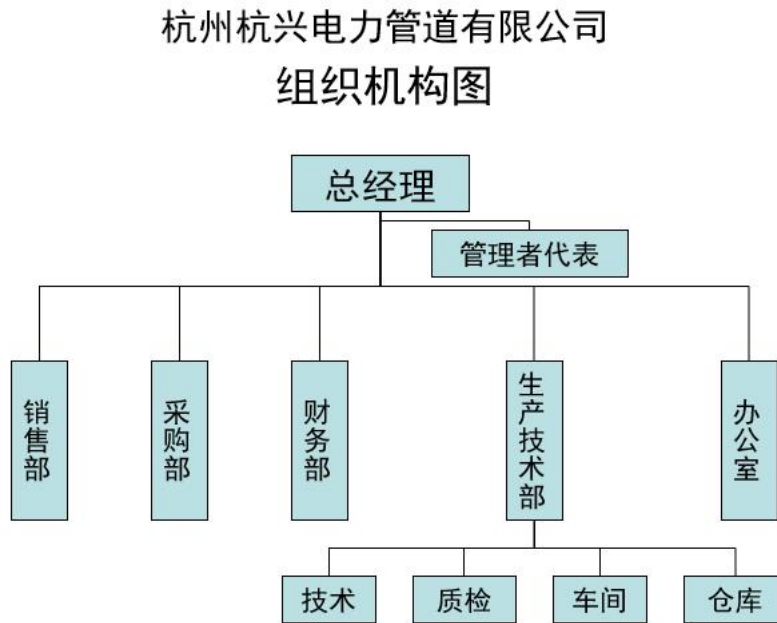 杭州杭兴电力管道有限公司
组织机构图
总经理
管理者代表
销售部
采购部
财务部
生产技术部
办公室
技术
质检
车间
仓库